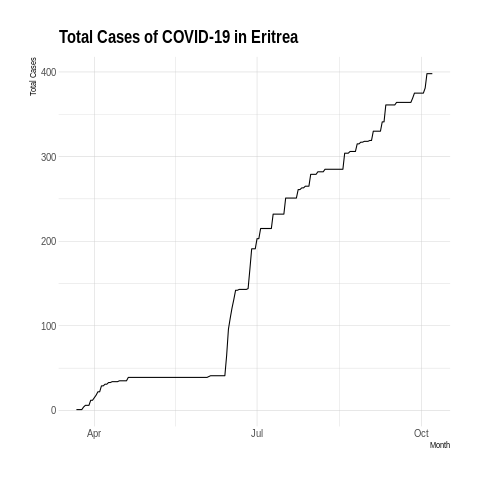 Total Cases of COVID-19 in Eritrea
Total Cases
400
300
200
100
0
Apr
Jul
Oct
Month